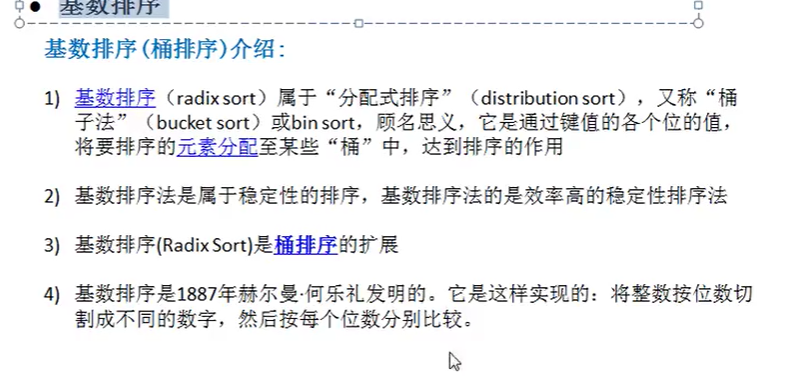 ● 基数排序
基数排序(桶排序)介绍:
1) 基数排序（radix sort）属于“分配式排序”（distribution sort），又称“桶
子法”（bucket sort）或bin sort，顾名思义，它是通过键值的各个位的值，
将要排序的元素分配至某些“桶”中，达到排序的作用
2) 基数排序法是属于稳定性的排序，基数排序法的是效率高的稳定性排序法
3) 基数排序(Radix Sort)是桶排序的扩展
4) 基数排序是1887年赫尔曼·何乐礼发明的。它是这样实现的：将整数按位数切
割成不同的数字，然后按每个位数分别比较。